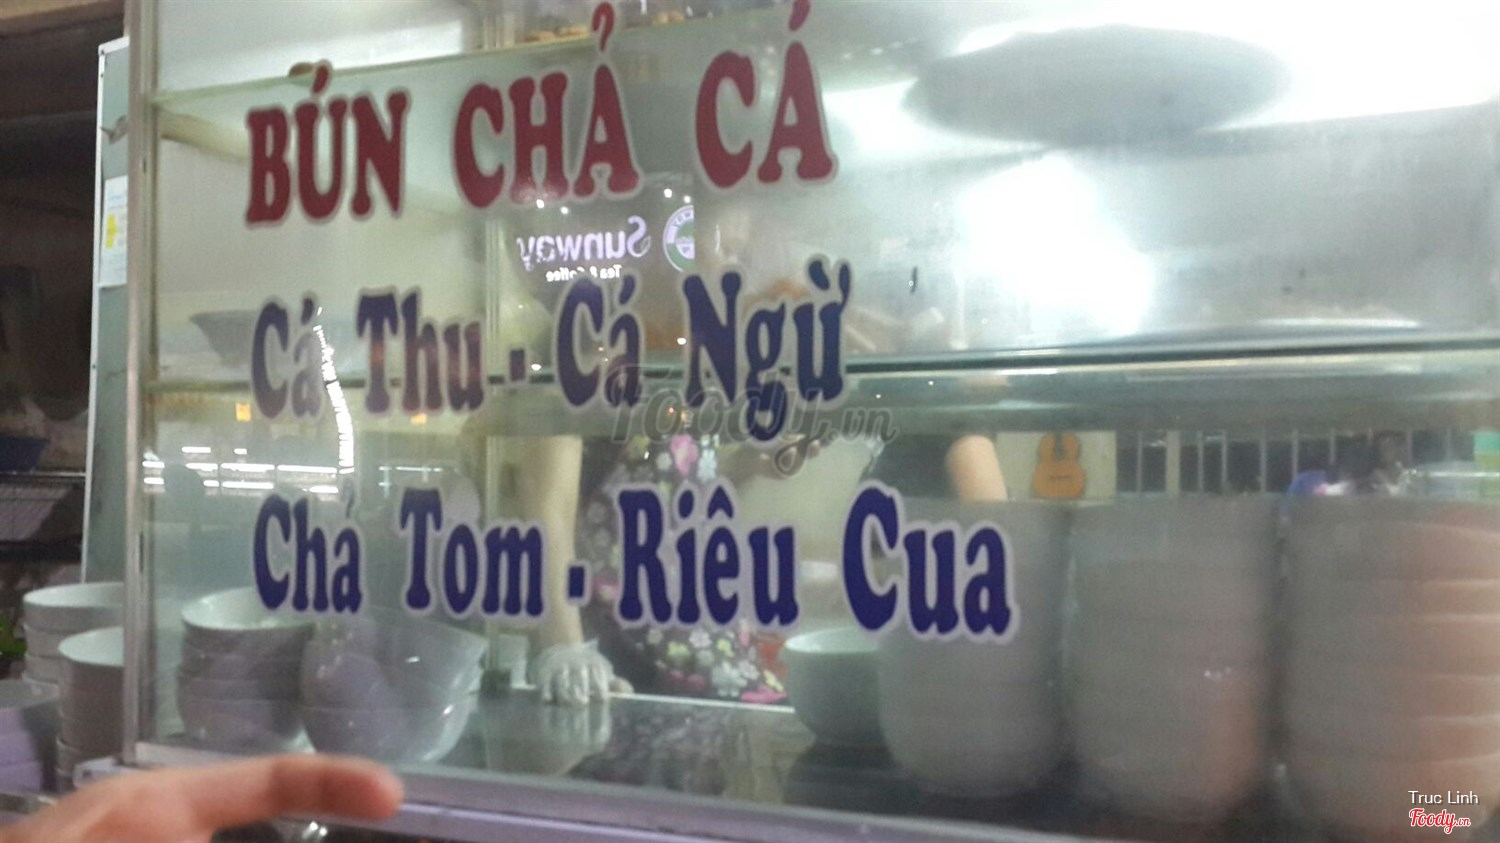 BÚN CHẢ CÁ
Sunway
Tea & Coffee
Cá Thu - Cá Ngừ
Foody.vn
Chả Tom - Riêu Cua
Truc Linh
Foody.vn